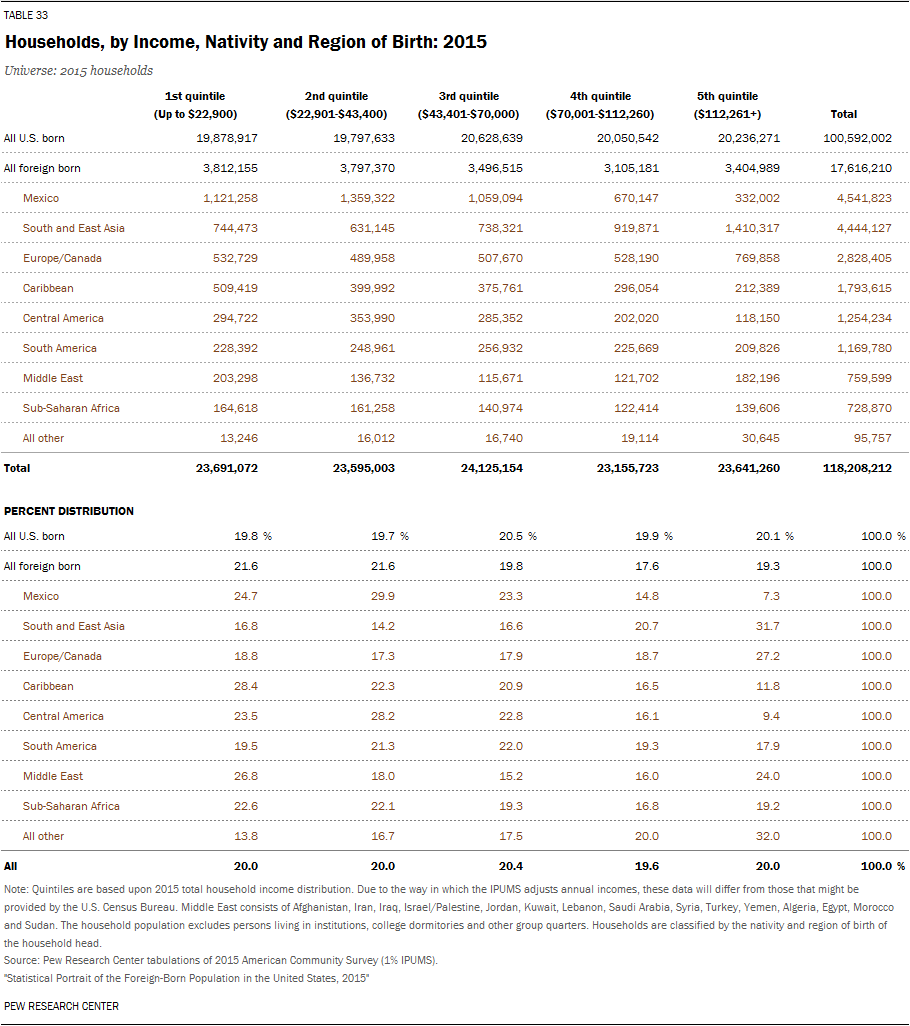 TABLE 33
Households, by Income, Nativity and Region of Birth: 2015
Universe: 2015 households
1st quintile 2nd quintile 3rd quintile 4th quintile 5th quintile
(Up to $22,900) ($22,901-$43,400) ($43,401-$70,000) ($70,001-$112,260) ($112,261+) Total
All U.S. born 19,878,917 19,797,633 20,628,639 20,050,542 20,236,271 100,592,002
All foreign born 3,812,155 3,797,370 3,496,515 3,105,181 3,404,989 17,616,210
Mexico 1,121,258 1,359,322 1,059,094 670,147 332,002 4,541,823
South and East Asia 744,473 631,145 738,321 919,871 1,410,317 4,444,127
Europe/Canada 532,729 489,958 507,670 528,190 769,858 2,828,405
Caribbean 509,419 399,992 375,761 296,054 212,389 1,793,615
Central America 294,722 353,990 285,352 202,020 118,150 1,254,234
South America 228,392 248,961 256,932 225,669 209,826 1,169,780
Middle East 203,298 136,732 115,671 121,702 182,196 759,599
Sub-Saharan Africa 164,618 161,258 140,974 122,414 139,606 728,870
All other 13,246 16,012 16,740 19,114 30,645 95,757
Total 23,691,072 23,595,003 24,125,154 23,155,723 23,641,260 118,208,212
PERCENT DISTRIBUTION
All U.S. born 19.8 % 19.7 % 20.5 % 19.9 % 20.1 % 100.0 %
All foreign born 21.6 21.6 19.8 17.6 19.3 100.0
Mexico 24.7 29.9 23.3 14.8 7.3 100.0
South and East Asia 16.8 14.2 16.6 20.7 31.7 100.0
Europe/Canada 18.8 17.3 17.9 18.7 27.2 100.0
Caribbean 28.4 22.3 20.9 16.5 11.8 100.0
Central America 23.5 28.2 22.8 16.1 9.4 100.0
South America 19.5 21.3 22.0 19.3 17.9 100.0
Middle East 26.8 18.0 15.2 16.0 24.0 100.0
Sub-Saharan Africa 22.6 22.1 19.3 16.8 19.2 100.0
All other 13.8 16.7 17.5 20.0 32.0 100.0
All 20.0 20.0 20.4 19.6 20.0 100.0 %
Note: Quintiles are based upon 2015 total household income distribution. Due to the way in which the IPUMS adjusts annual incomes, these data will differ from those that might be
provided by the U.S. Census Bureau. Middle East consists of Afghanistan, Iran, Iraq, Israel/Palestine, Jordan, Kuwait, Lebanon, Saudi Arabia, Syria, Turkey, Yemen, Algeria, Egypt, Morocco
and Sudan. The household population excludes persons living in institutions, college dormitories and other group quarters. Households are classified by the nativity and region of birth of
the household head.
Source: Pew Research Center tabulations of 2015 American Community Survey (1% IPUMS).
"Statistical Portrait of the Foreign-Born Population in the United States, 2015"
PEW RESEARCH CENTER